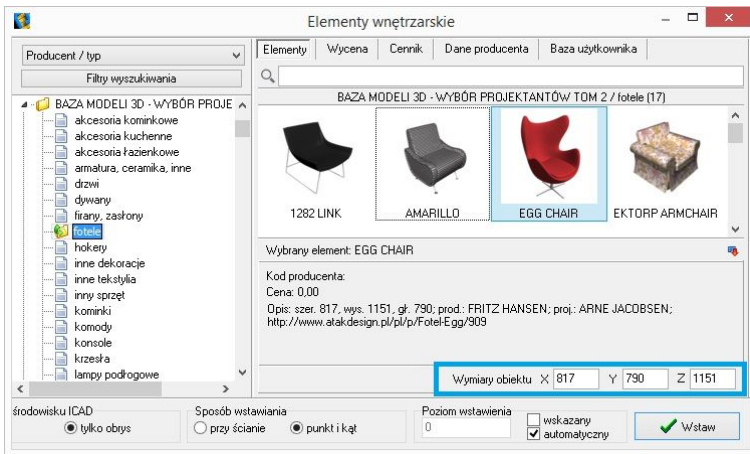 Elementy wnętrzarskie
Producent / typ
Filtry wyszukiwania
BAZA MODELI 3D - WYBÓR PROJE
akcesoria kominkowe
akcesoria kuchenne
akcesoria łazienkowe
armatura, ceramika, inne
drzwi
dywany
firany, zasłony
fotele
hokery
inne dekoracje
inne tekstylia
inny sprzęt
kominki
komody
konsole
krzesła
lampy podłogowe
Elementy Wycena Cennik Dane producenta Baza użytkownika
BAZA MODELI 3D - WYBÓR PROJEKTANTÓW TOM 2 / fotele (17)
1282 LINK AMARILLO EGG CHAIR EKTORP ARMCHAIR
Wybrany element: EGG CHAIR
Kod producenta:
Cena: 0,00
Opis: szer. 817, wys. 1151, gł. 790; prod.: FRITZ HANSEN; proj.: ARNE JACOBSEN;
http://www.atakdesign.pl/pl/p/Fotel-Egg/909
Wymiary obiektu X 817 Y 790 Z 1151
środowisku ICAD
tylko obrys
Sposób wstawiania
przy ścianie punkt i kąt
Poziom wstawienia
0
wskazany
automatyczny
Wstaw